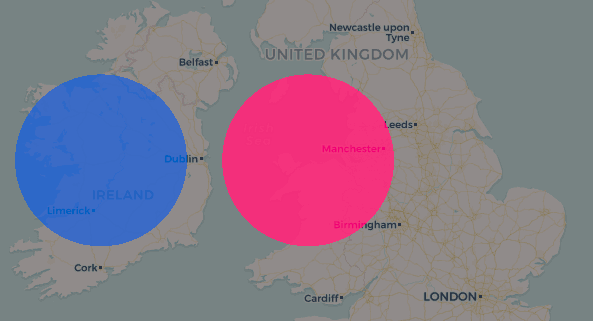 Newcastle upon
Tyne
UNITED KINGDOM
Belfast
Leeds
Manchester
Dublin
IRELAND
Limerick
Birmingham
Cork
Cardiff
LONDON